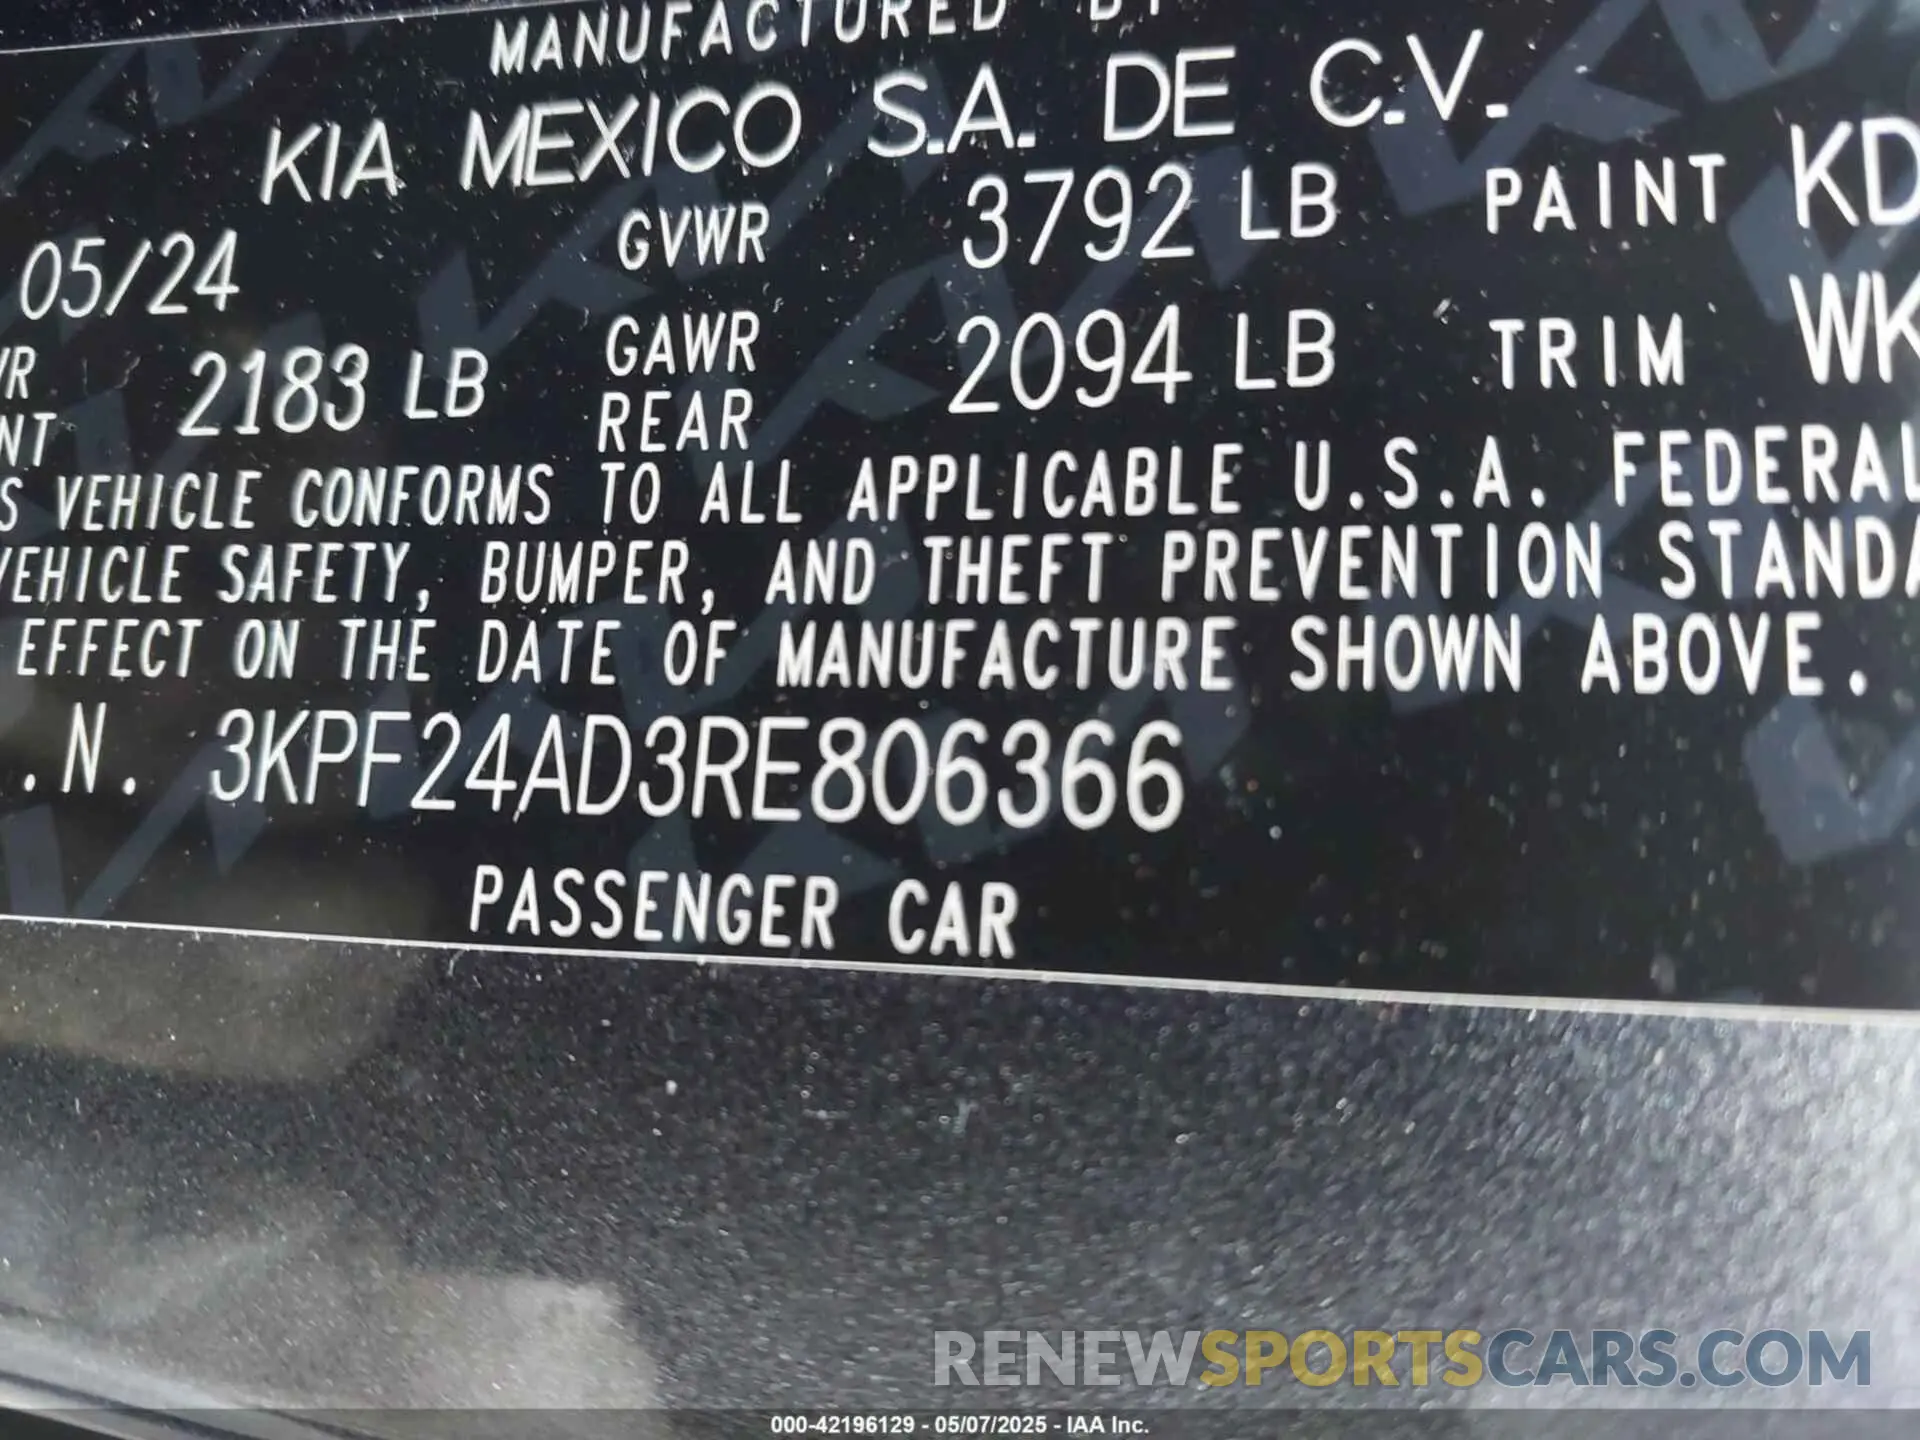 MANUFACTURED BY
KIA MEXICO S.A. DE C.V.
05/24 GVWR 3792 LB PAINT KD
2183 LB GAWR REAR 2094 LB TRIM WK
VEHICLE CONFORMS TO ALL APPLICABLE U.S.A. FEDERAL
VEHICLE SAFETY, BUMPER, AND THEFT PREVENTION STANDA
EFFECT ON THE DATE OF MANUFACTURE SHOWN ABOVE.
.N. 3KPF24AD3RE806366
PASSENGER CAR
RENEWSPORTSCARS.COM
000-42196129 - 05/07/2025 - IAA Inc.